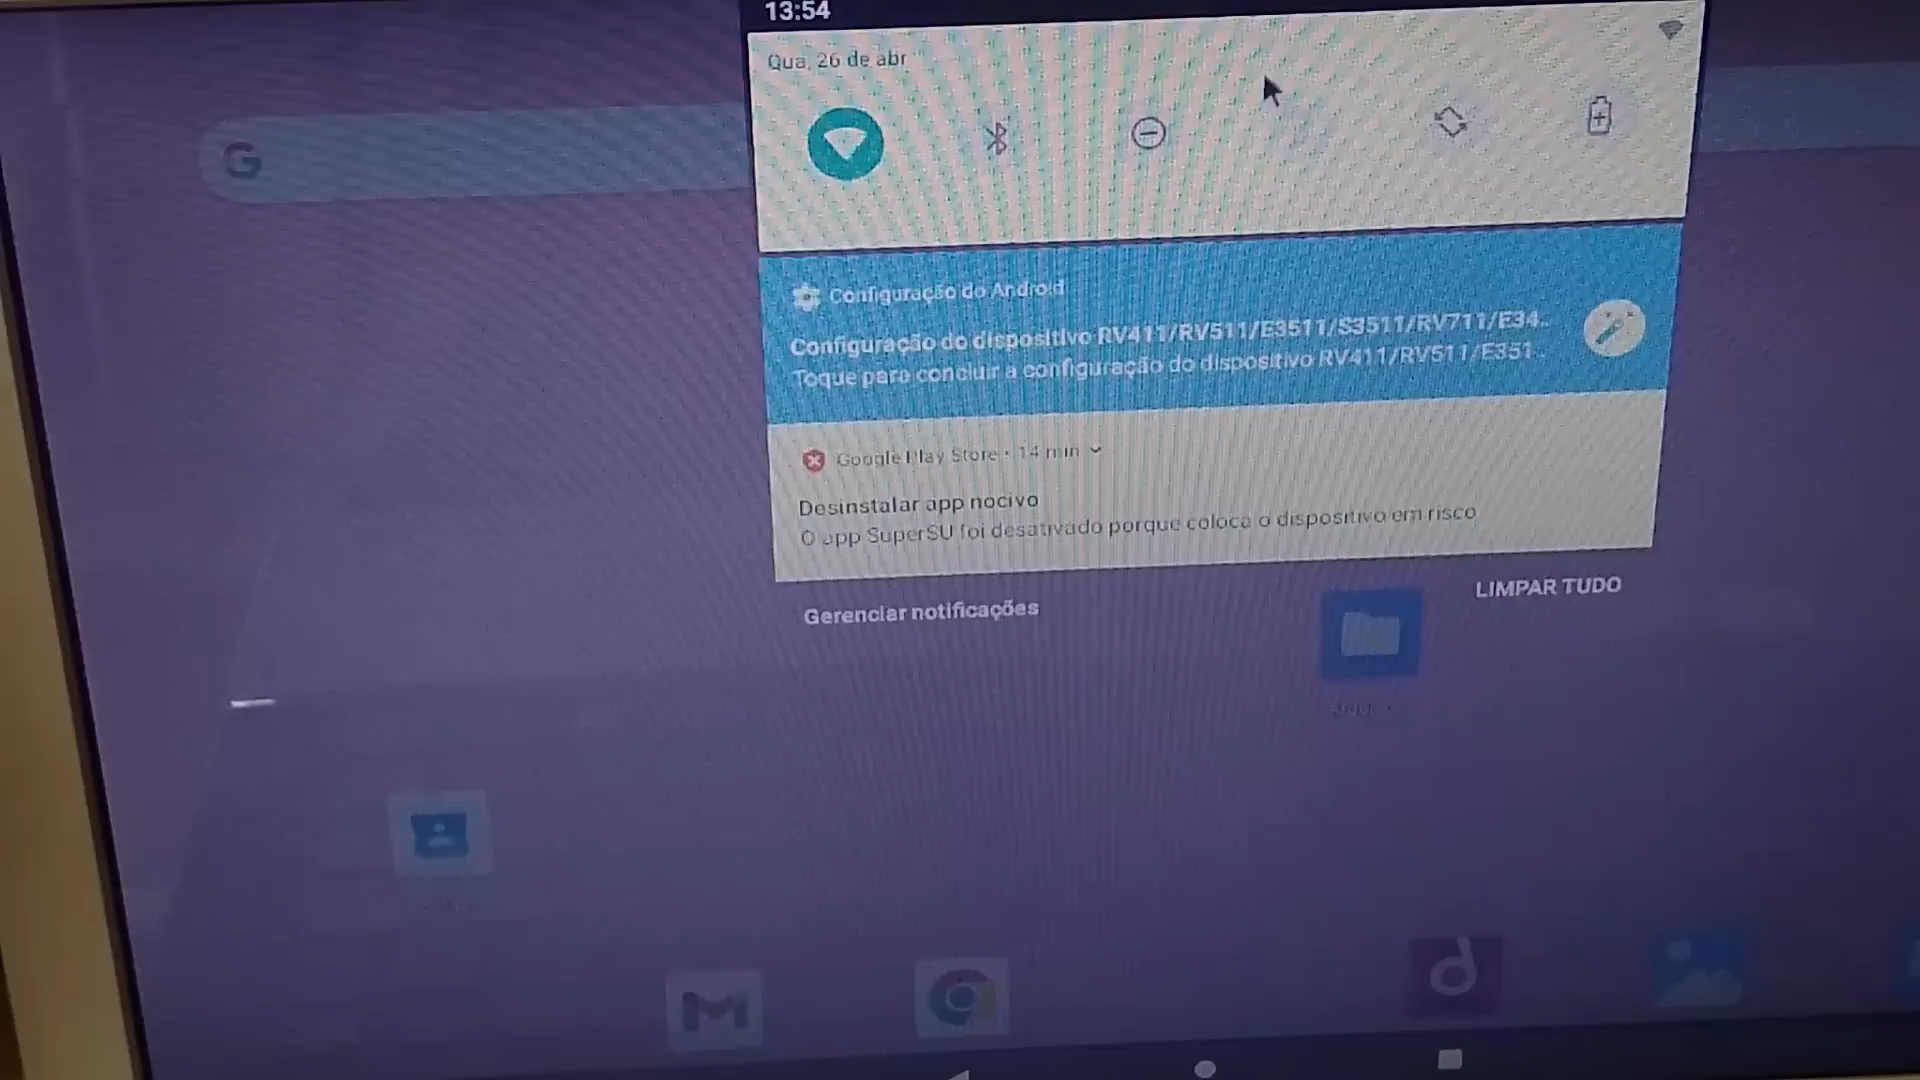 13:54
Qua, 26 de abr
G
Configuração do Android
Configuração do dispositivo RV411/RV511/E3511/S3511/RV711/E34..
Toque para concluir a configuração do dispositivo RV411/RV511/E351..
Google Play Store • 14 min
Desinstalar app nocivo
O app SuperSU foi desativado porque coloca o dispositivo em risco
Gerenciar notificações
LIMPAR TUDO